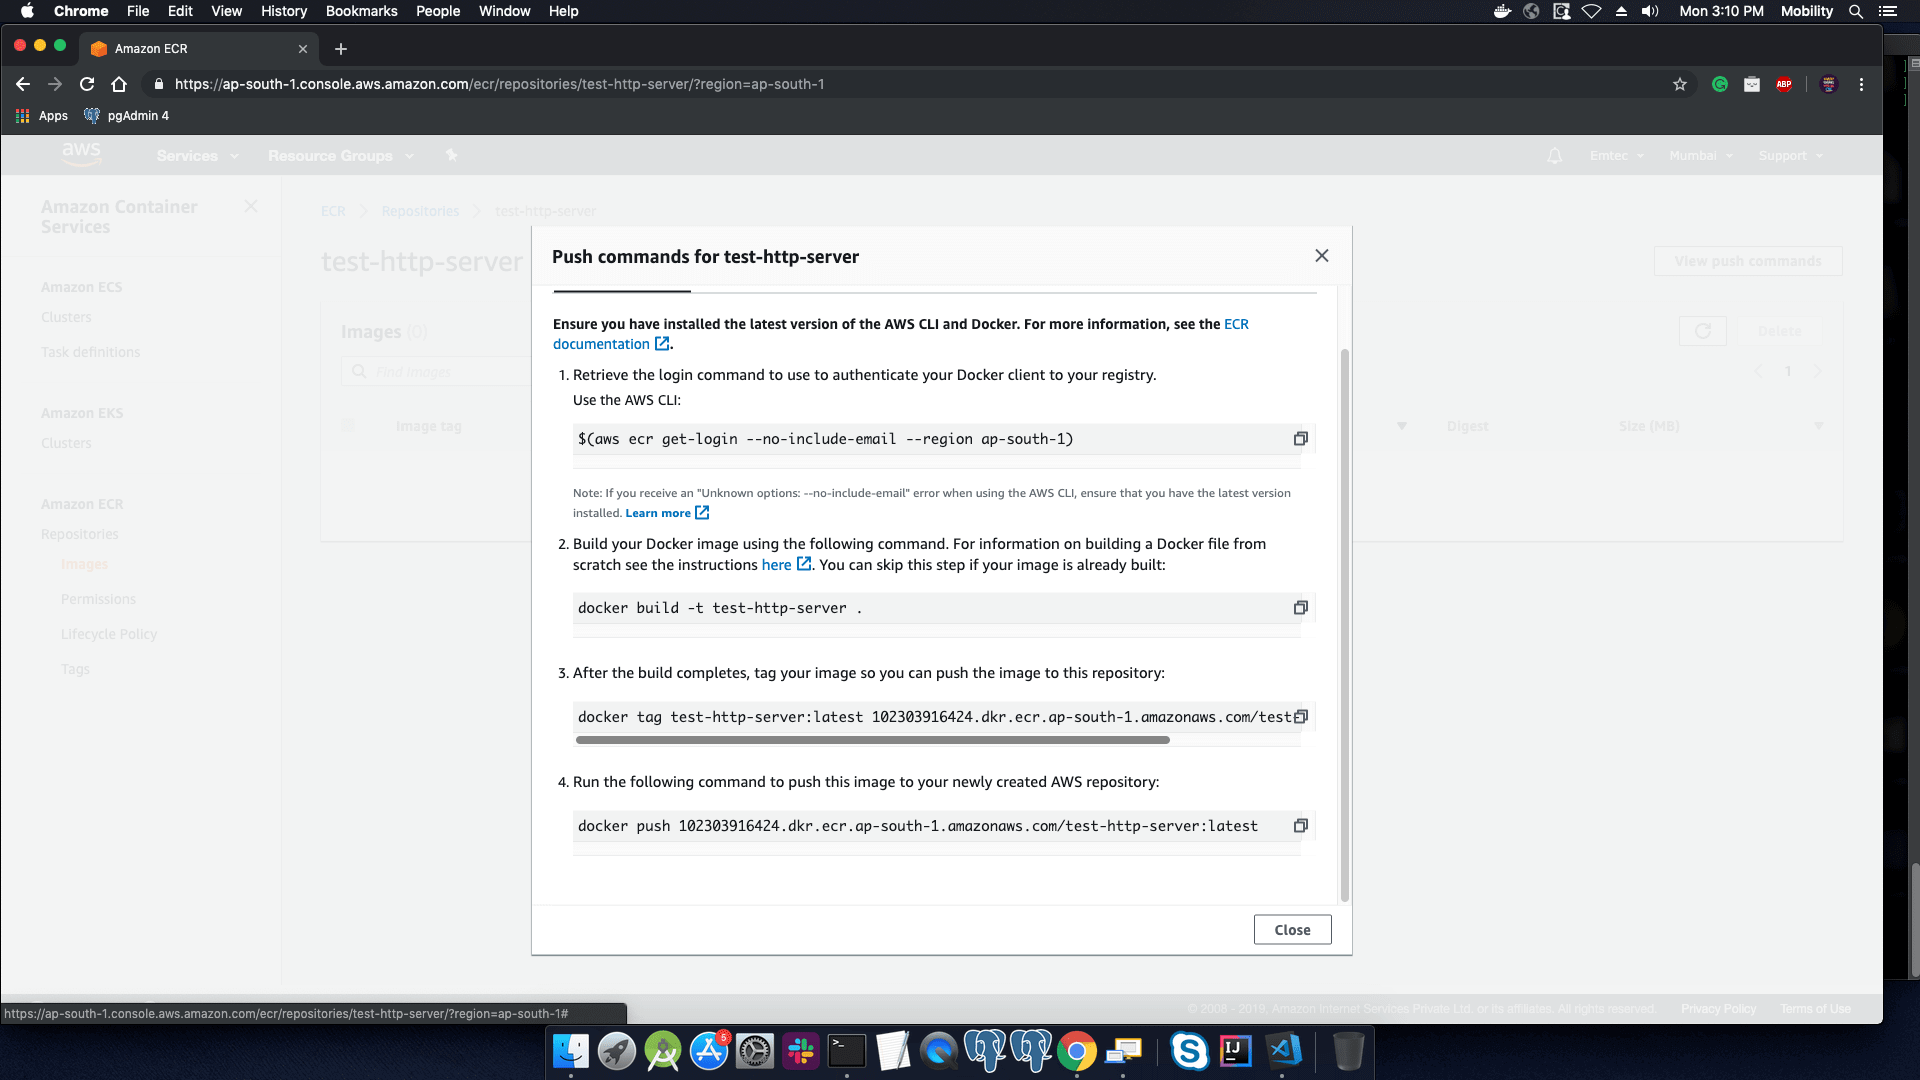 Chrome File Edit View History Bookmarks People Window Help Mon 3:10 PM Mobility
Amazon ECR
https://ap-south-1.console.aws.amazon.com/ecr/repositories/test-http-server/?region=ap-south-1
ABP
Apps pgAdmin 4
aws Services Resource Groups Emtec Mumbai Support
Amazon Container
Services
ECR Repositories test-http-server
test-http-server
View push commands
Amazon ECS
Clusters
Task definitions
Amazon EKS
Clusters
Amazon ECR
Repositories
Images
Permissions
Lifecycle Policy
Tags
Images (0)
Delete
Find Images
1
Image tag
Digest
Size (MB)
Push commands for test-http-server
Ensure you have installed the latest version of the AWS CLI and Docker. For more information, see the ECR
documentation .
1. Retrieve the login command to use to authenticate your Docker client to your registry.
Use the AWS CLI:
$(aws ecr get-login --no-include-email --region ap-south-1)
Note: If you receive an "Unknown options: --no-include-email" error when using the AWS CLI, ensure that you have the latest version
installed. Learn more
2. Build your Docker image using the following command. For information on building a Docker file from
scratch see the instructions here . You can skip this step if your image is already built:
docker build -t test-http-server .
3. After the build completes, tag your image so you can push the image to this repository:
docker tag test-http-server:latest 102303916424.dkr.ecr.ap-south-1.amazonaws.com/test-
4. Run the following command to push this image to your newly created AWS repository:
docker push 102303916424.dkr.ecr.ap-south-1.amazonaws.com/test-http-server:latest
Close
© 2008 - 2019, Amazon Internet Services Private Ltd. or its affiliates. All rights reserved. Privacy Policy Terms of Use
https://ap-south-1.console.aws.amazon.com/ecr/repositories/test-http-server/?region=ap-south-1#
5
IJ